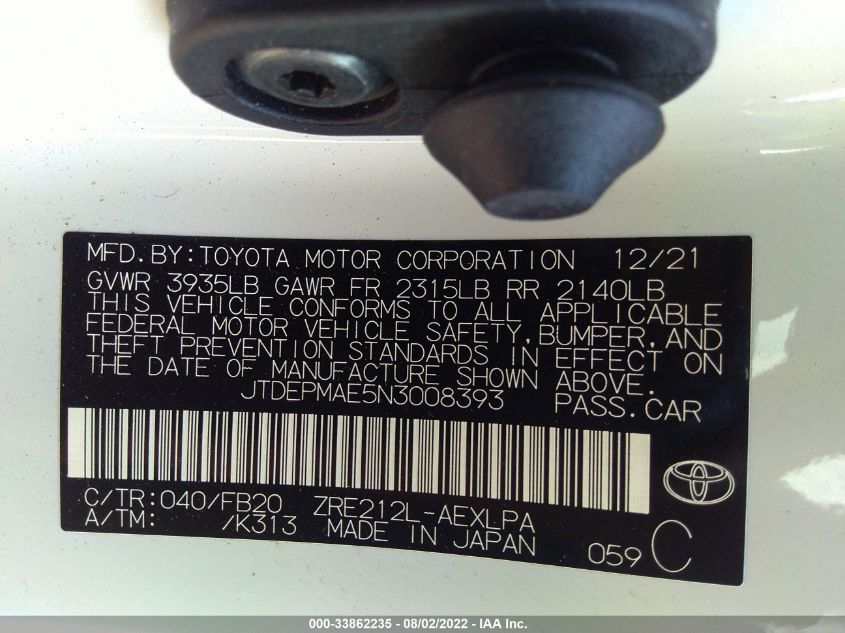 MFD.BY:TOYOTA MOTOR CORPORATION 12/21
GVWR 3935LB GAWR FR 2315LB RR 2140LB
THIS VEHICLE CONFORMS TO ALL APPLICABLE
FEDERAL MOTOR VEHICLE SAFETY,BUMPER,AND
THEFT PREVENTION STANDARDS IN EFFECT ON
THE DATE OF MANUFACTURE SHOWN ABOVE.
JTDEPMAE5N3008393 PASS.CAR
C/TR:040/FB20 ZRE212L-AEXLPA
A/TM: /K313 MADE IN JAPAN 059 C
000-33862235 - 08/02/2022 - IAA Inc.